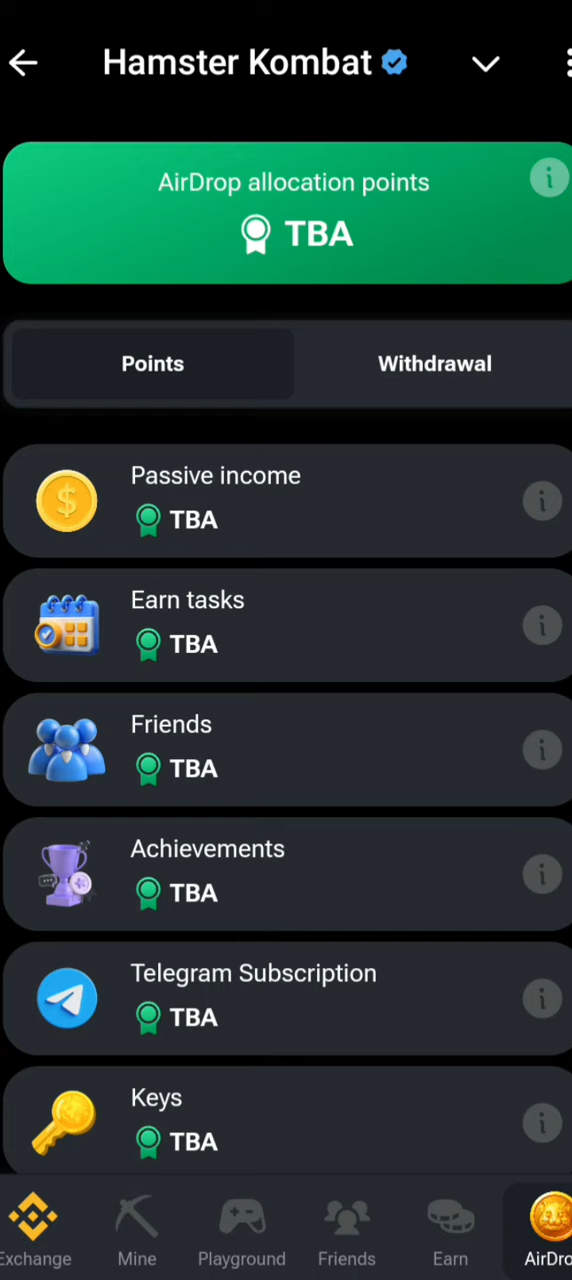 Hamster Kombat
AirDrop allocation points
TBA
Points
Withdrawal
Passive income
TBA
Earn tasks
TBA
Friends
TBA
Achievements
TBA
Telegram Subscription
TBA
Keys
TBA
Exchange
Mine
Playground
Friends
Earn
AirDro